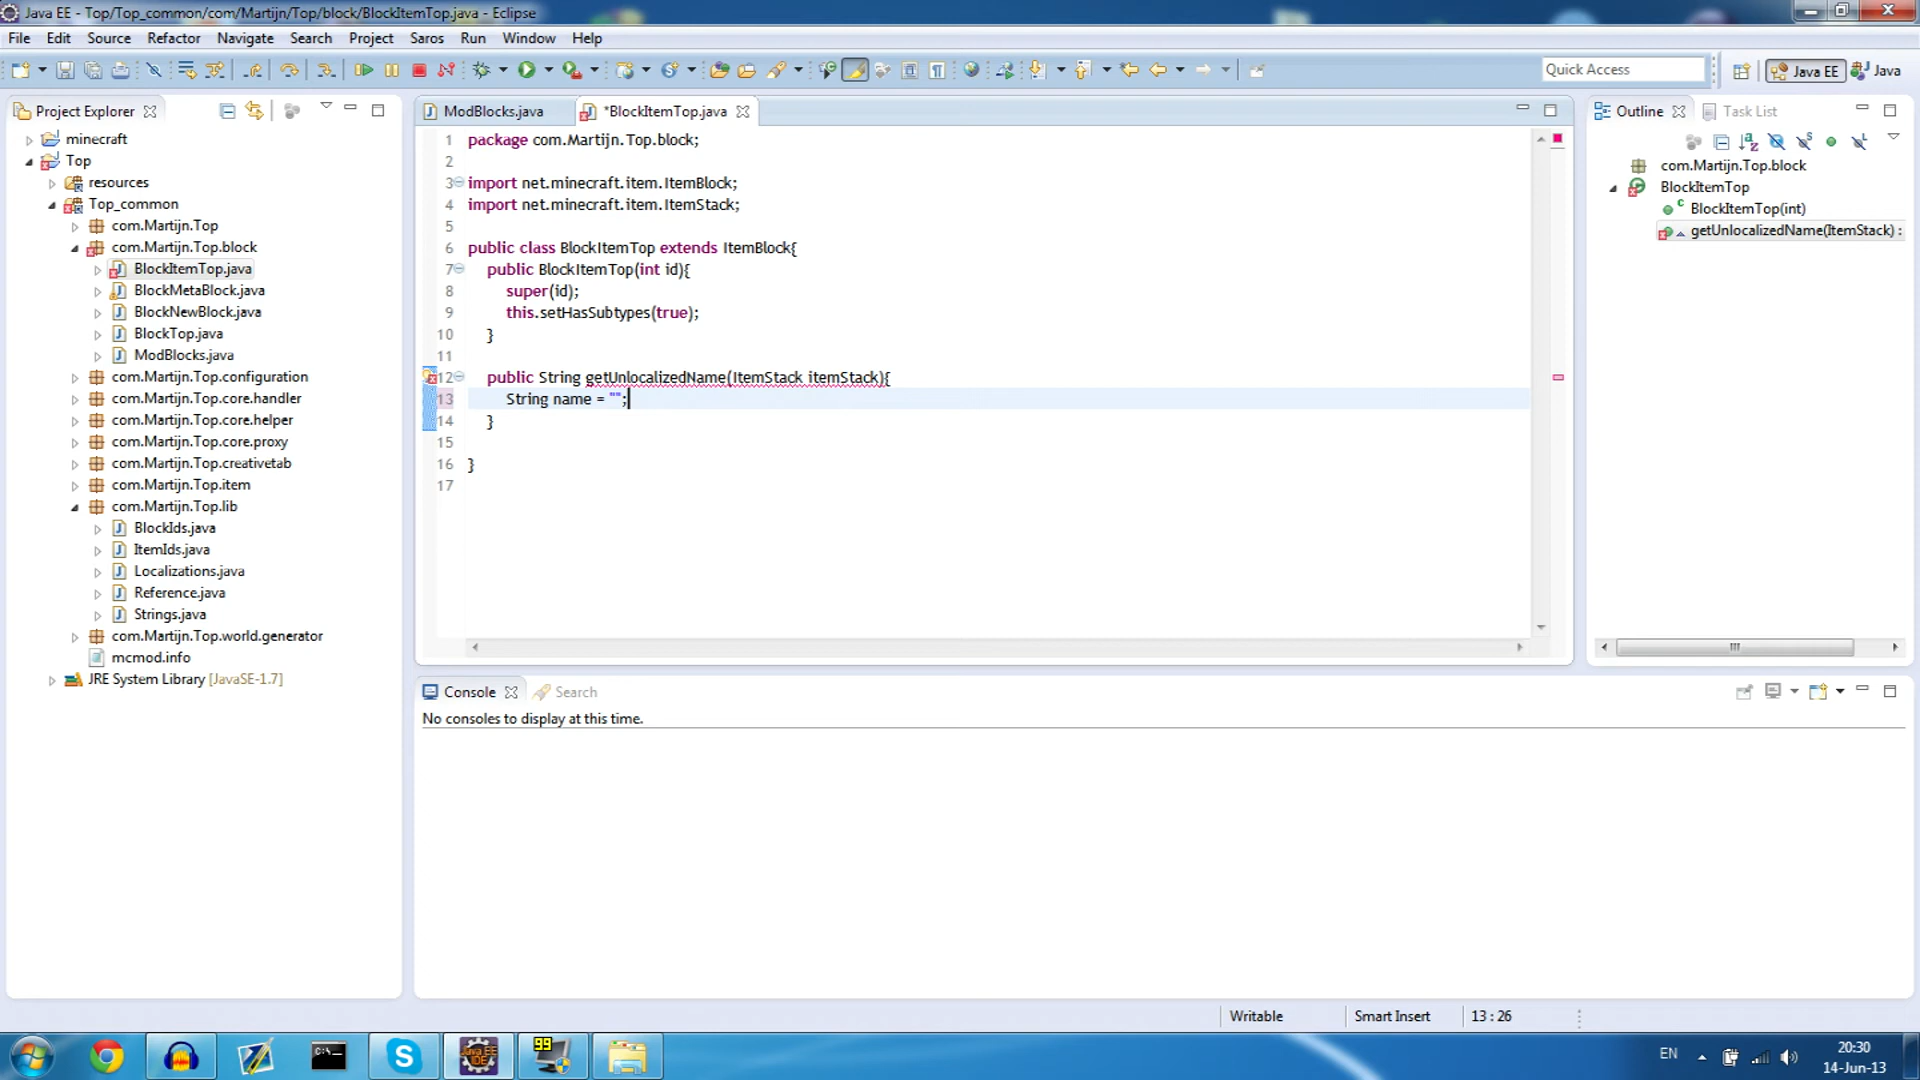 Java EE - Top/Top_common/com/Martijn/Top/block/BlockItemTop.java - Eclipse
File Edit Source Refactor Navigate Search Project Saros Run Window Help
Quick Access
Java EE
Java
Project Explorer
minecraft
Top
resources
Top_common
com.Martijn.Top
com.Martijn.Top.block
BlockItemTop.java
BlockMetaBlock.java
BlockNewBlock.java
BlockTop.java
ModBlocks.java
com.Martijn.Top.configuration
com.Martijn.Top.core.handler
com.Martijn.Top.core.helper
com.Martijn.Top.core.proxy
com.Martijn.Top.creativetab
com.Martijn.Top.item
com.Martijn.Top.lib
BlockIds.java
ItemIds.java
Localizations.java
Reference.java
Strings.java
com.Martijn.Top.world.generator
mcmod.info
JRE System Library [JavaSE-1.7]
ModBlocks.java
*BlockItemTop.java
1 package com.Martijn.Top.block;
2
3 import net.minecraft.item.ItemBlock;
4 import net.minecraft.item.ItemStack;
5
6 public class BlockItemTop extends ItemBlock{
7 public BlockItemTop(int id){
8 super(id);
9 this.setHasSubtypes(true);
10 }
11
12 public String getUnlocalizedName(ItemStack itemStack){
13 String name = "";
14 }
15
16 }
17
Outline
Task List
com.Martijn.Top.block
BlockItemTop
BlockItemTop(int)
getUnlocalizedName(ItemStack) :
Console
Search
No consoles to display at this time.
Writable
Smart Insert
13 : 26
C:\
Java EE
IDE
99
EN
20:30
14-Jun-13